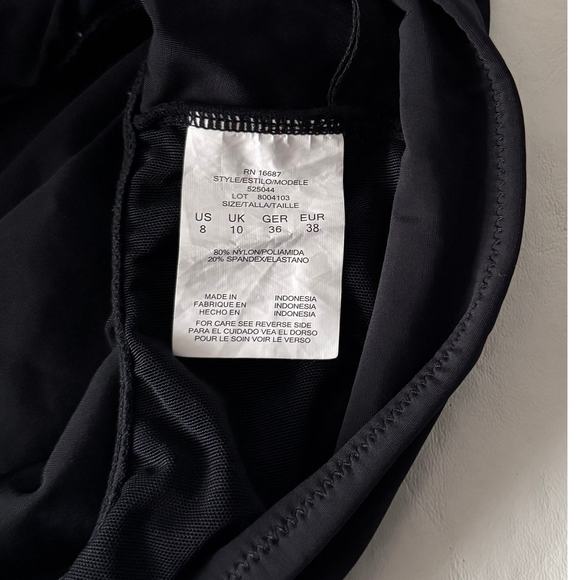 RN 16687
STYLE/ESTILO/MODELE
525044
LOT 8004103
SIZE/TALLA/TAILLE
US UK GER EUR
8 10 36 38
80% NYLON/POLIAMIDA
20% SPANDEX/ELASTANO
MADE IN INDONESIA
FABRIQUE EN INDONESIA
HECHO EN INDONESIA
FOR CARE SEE REVERSE SIDE
PARA EL CUIDADO VEA EL DORSO
POUR LE SOIN VOIR LE VERSO